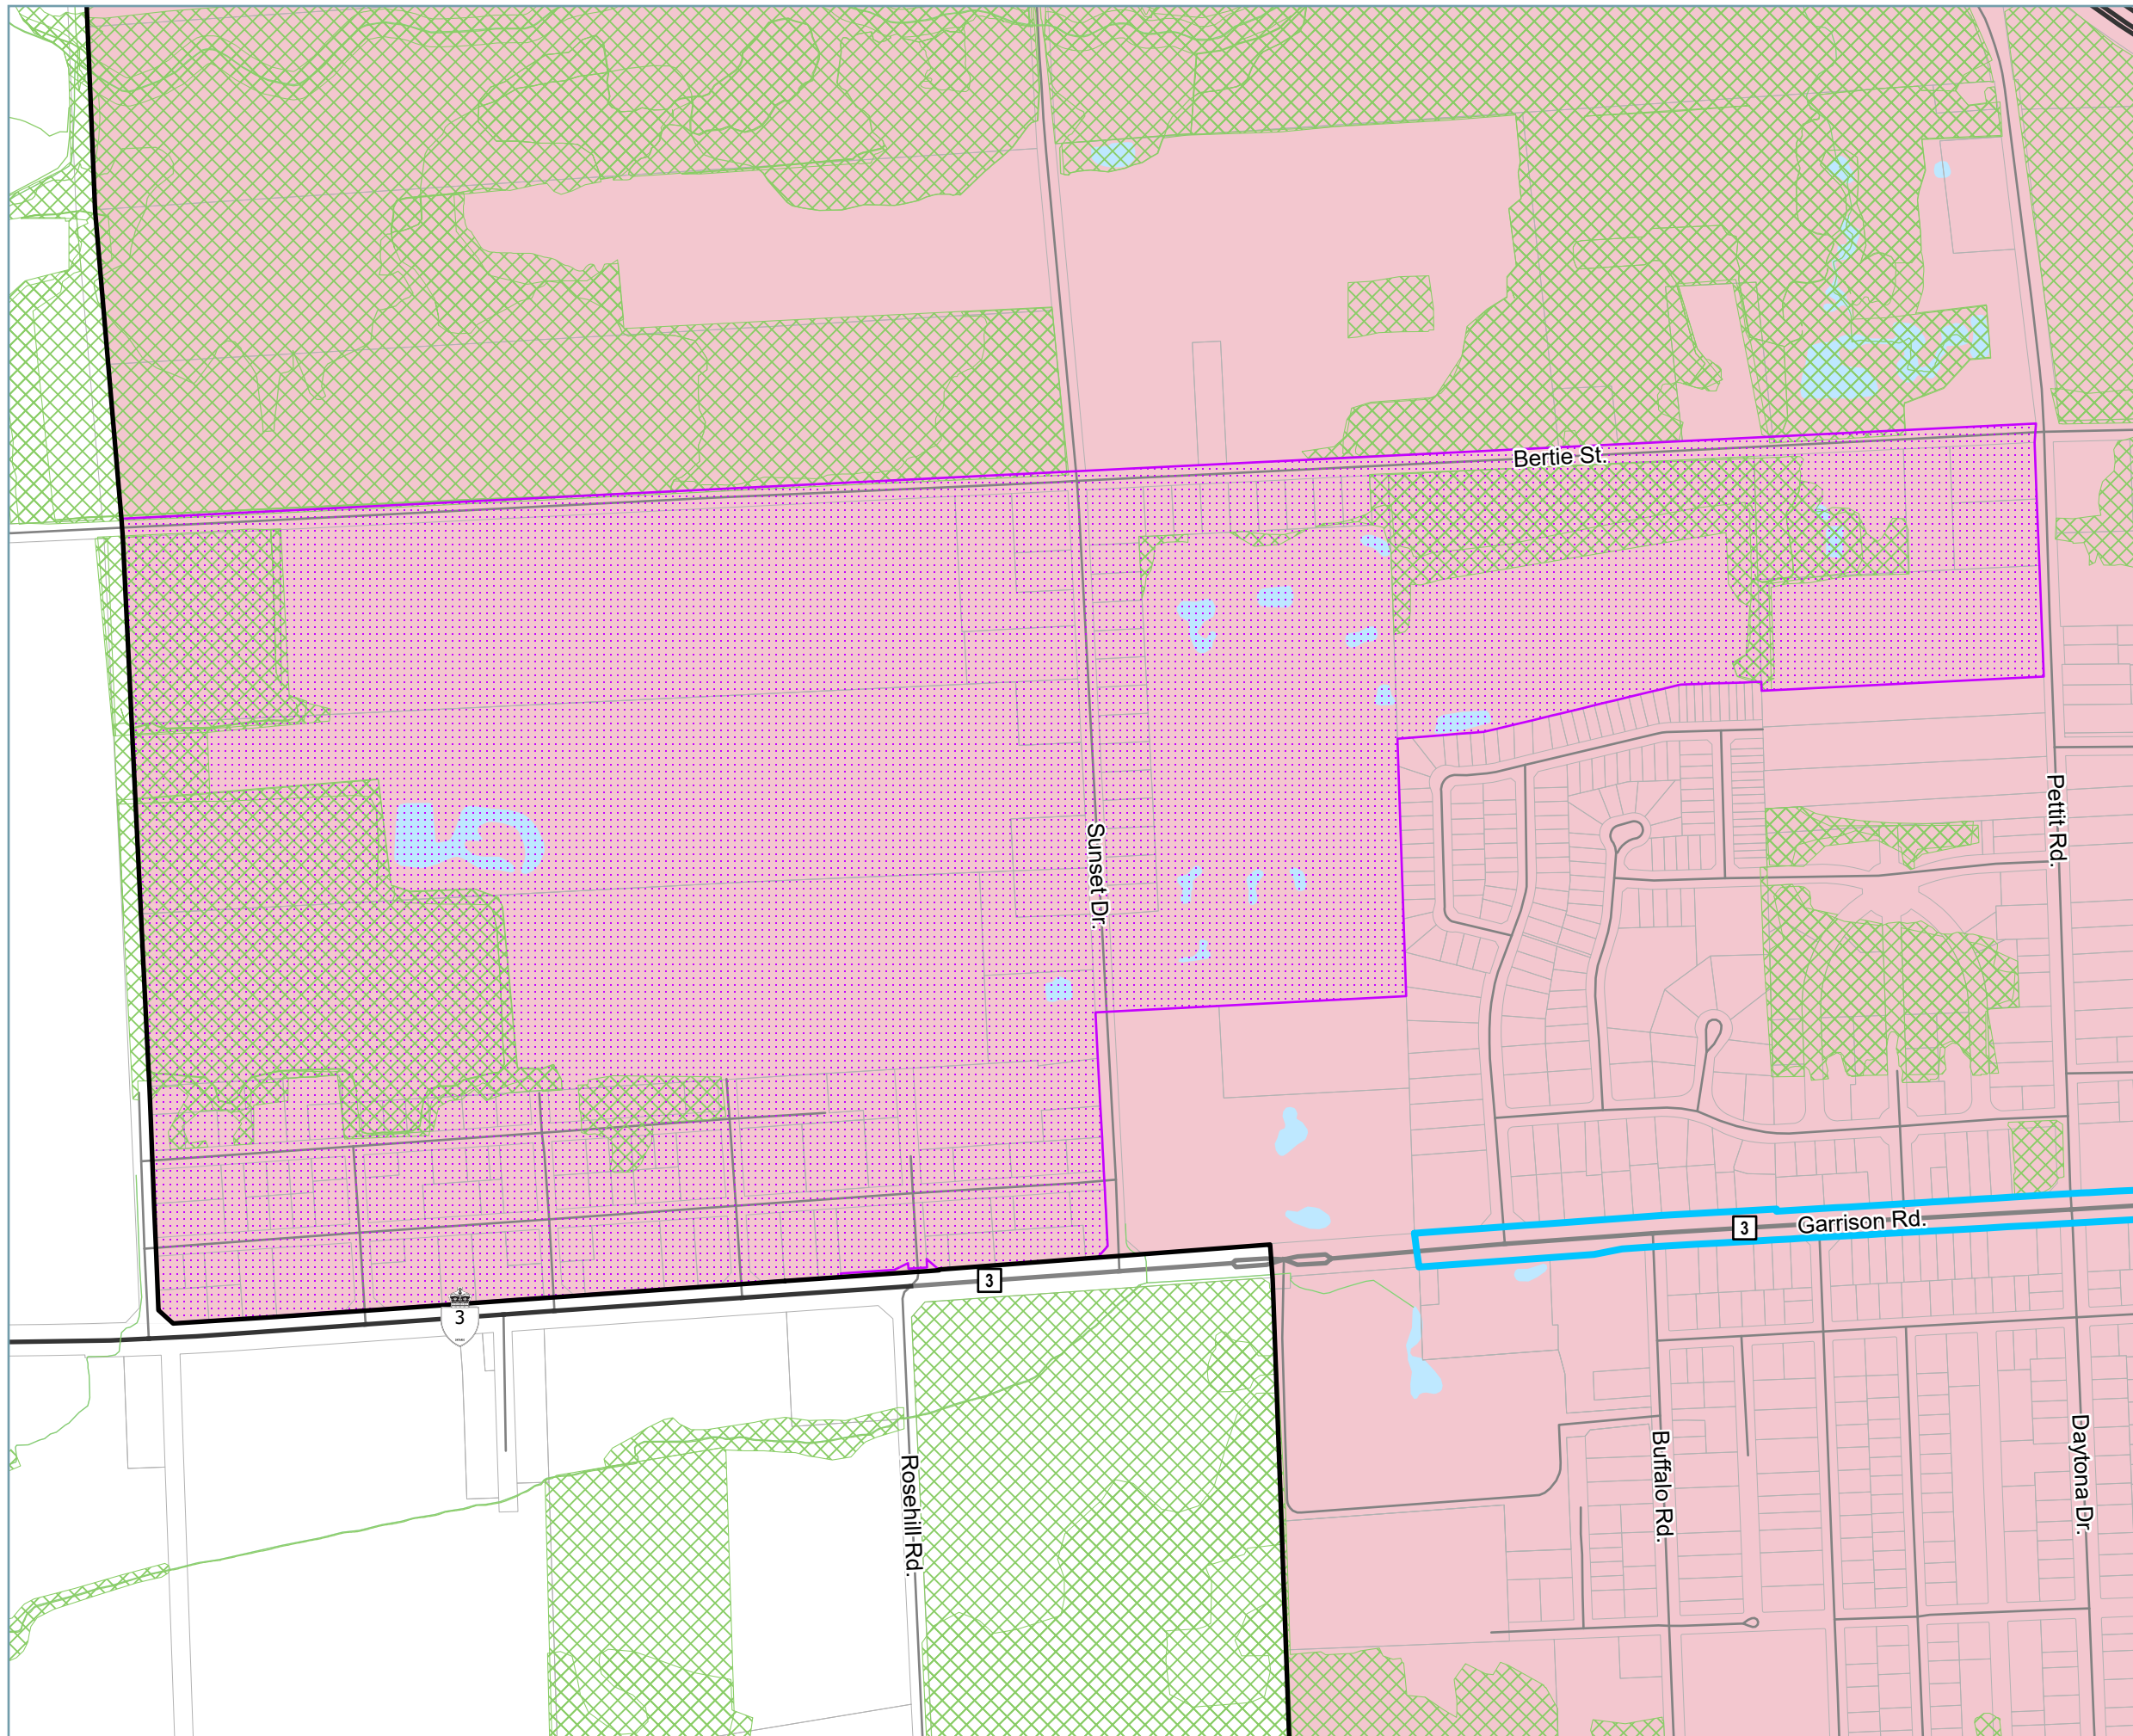 Bertie St.
Sunset Dr.
Pettit Rd.
3
Garrison Rd.
3
3
Rosehill Rd.
Buffalo Rd.
Daytona Dr.